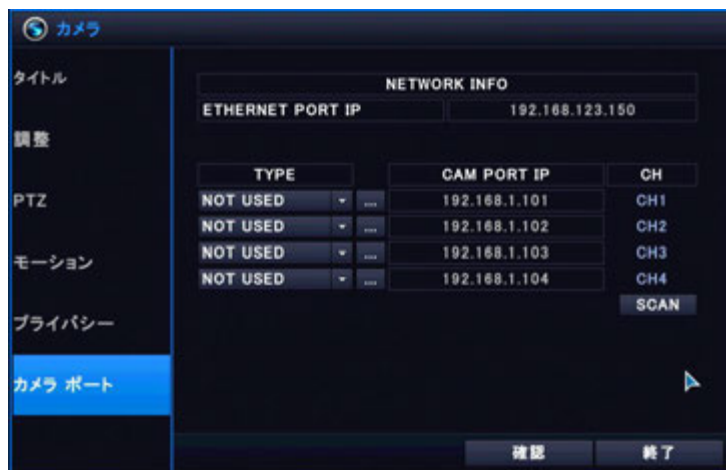 カメラ
タイトル
調整
PTZ
モーション
プライバシー
カメラ ポート
NETWORK INFO
ETHERNET PORT IP 192.168.123.150
TYPE CAM PORT IP CH
NOT USED ... 192.168.1.101 CH1
NOT USED ... 192.168.1.102 CH2
NOT USED ... 192.168.1.103 CH3
NOT USED ... 192.168.1.104 CH4
SCAN
確認 終了